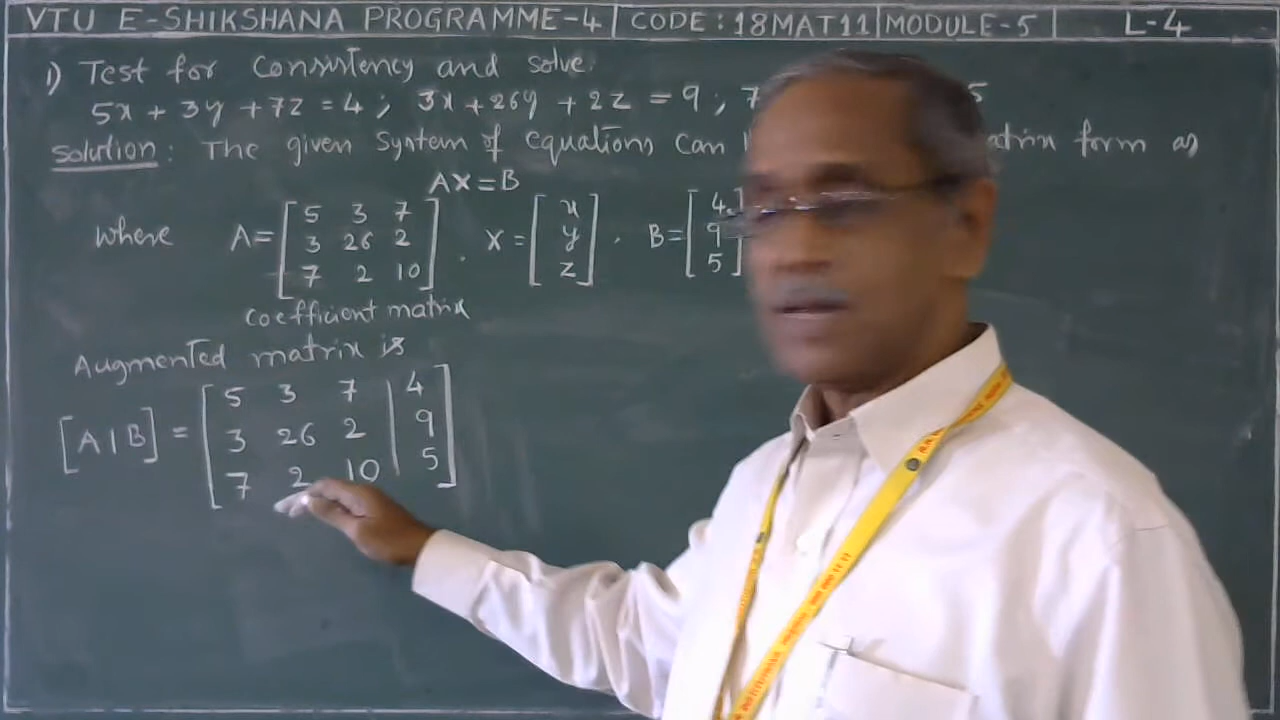 VTU E-SHIKSHANA PROGRAMME-4 | CODE : 18MAT11 | MODULE-5 | L-4
1) Test for Consistency and solve.
5x + 3y + 7z = 4 ; 3x + 26y + 2z = 9 ; 7 5
Solution : The given System of equations Can form as
AX = B
where A = [ 5 3 7 X = [ x B = [ 4
3 26 2 y 9
7 2 10 ] . z ] . 5 ]
coefficient matrix
Augmented matrix is
[ 5 3 7 | 4
[A|B] = 3 26 2 | 9
7 2 10 | 5 ]